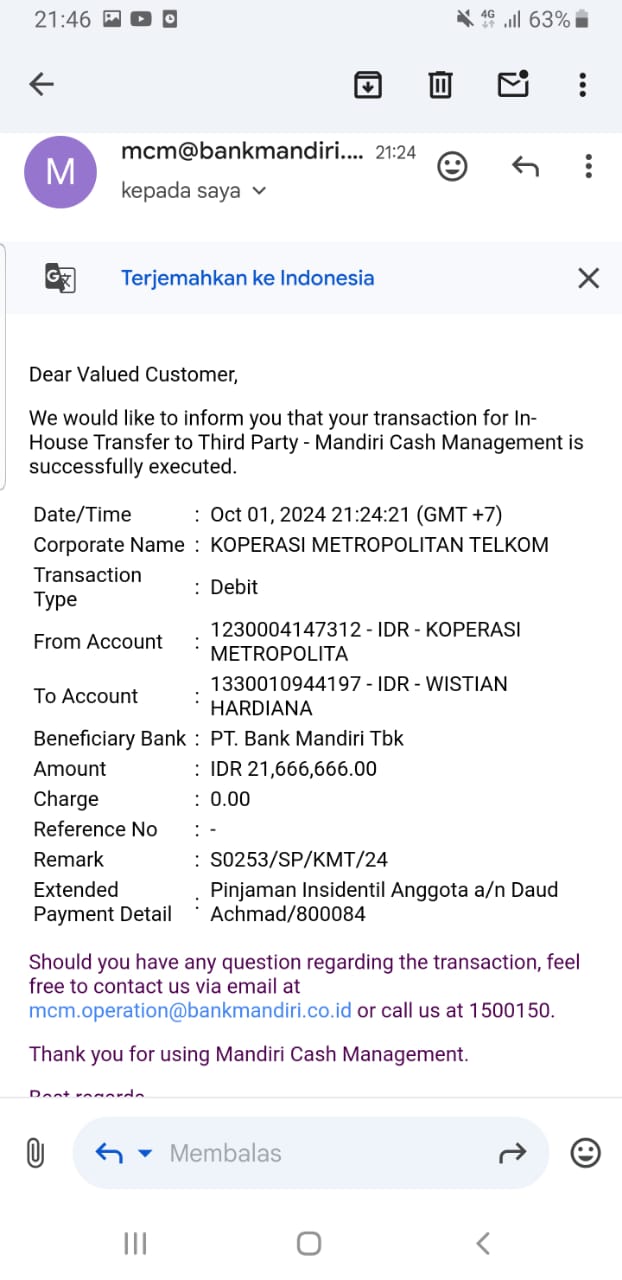 21:46 4G 63%
M mcm@bankmandiri.... 21:24
kepada saya
Terjemahkan ke Indonesia
Dear Valued Customer,
We would like to inform you that your transaction for In-
House Transfer to Third Party - Mandiri Cash Management is
successfully executed.
Date/Time : Oct 01, 2024 21:24:21 (GMT +7)
Corporate Name : KOPERASI METROPOLITAN TELKOM
Transaction
Type : Debit
From Account : 1230004147312 - IDR - KOPERASI
METROPOLITA
To Account : 1330010944197 - IDR - WISTIAN
HARDIANA
Beneficiary Bank : PT. Bank Mandiri Tbk
Amount : IDR 21,666,666.00
Charge : 0.00
Reference No : -
Remark : S0253/SP/KMT/24
Extended
Payment Detail : Pinjaman Insidentil Anggota a/n Daud
Achmad/800084
Should you have any question regarding the transaction, feel
free to contact us via email at
mcm.operation@bankmandiri.co.id or call us at 1500150.
Thank you for using Mandiri Cash Management.
Best regards
Membalas